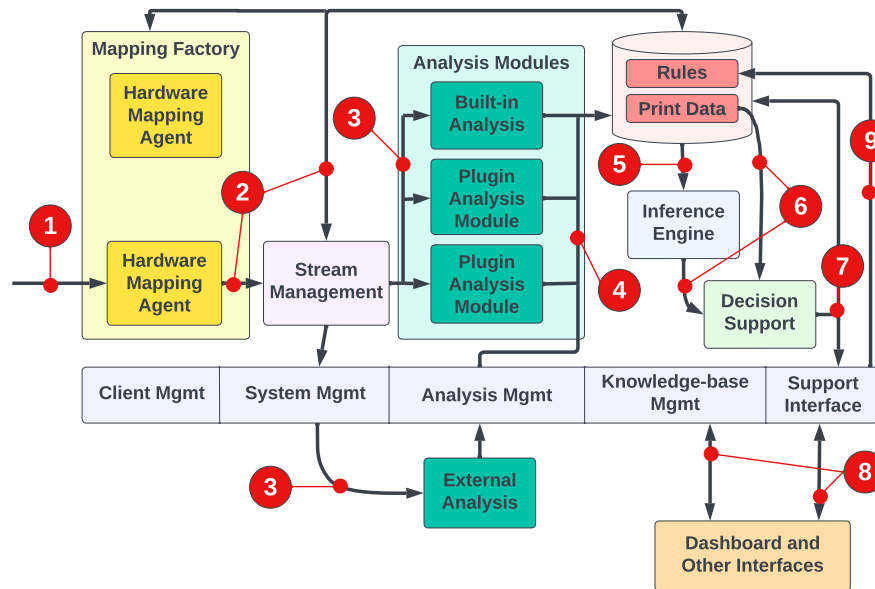 Mapping Factory
Hardware
Mapping
Agent
Hardware
Mapping
Agent
1
2
Stream
Management
3
Analysis Modules
Built-in
Analysis
Plugin
Analysis
Module
Plugin
Analysis
Module
4
Rules
Print Data
5
Inference
Engine
6
Decision
Support
7
9
Client Mgmt
System Mgmt
Analysis Mgmt
Knowledge-base
Mgmt
Support
Interface
3
External
Analysis
8
Dashboard and
Other Interfaces